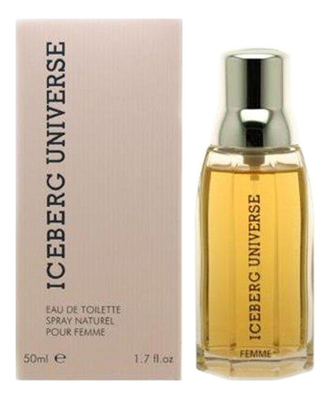 ICEBERG UNIVERSE
EAU DE TOILETTE
SPRAY NATUREL
POUR FEMME
50ml e 1.7 fl.oz
ICEBERG UNIVERSE
FEMME